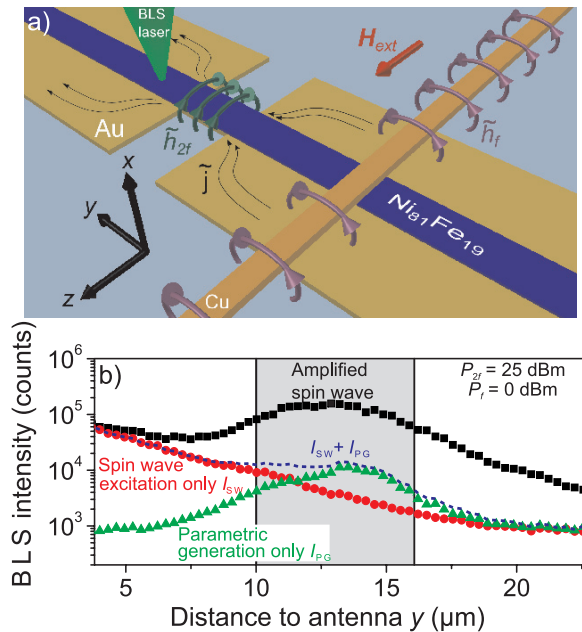 a)
BLS
laser
H_ext
Au
h̃_2f
h̃_f
j̃
x
y
z
Ni81Fe19
Cu
b)
BLS intensity (counts)
10^6
10^5
10^4
10^3
Amplified
spin wave
P_2f = 25 dBm
P_f = 0 dBm
I_SW + I_PG
Spin wave
excitation only I_SW
Parametric
generation only I_PG
5 10 15 20
Distance to antenna y (μm)